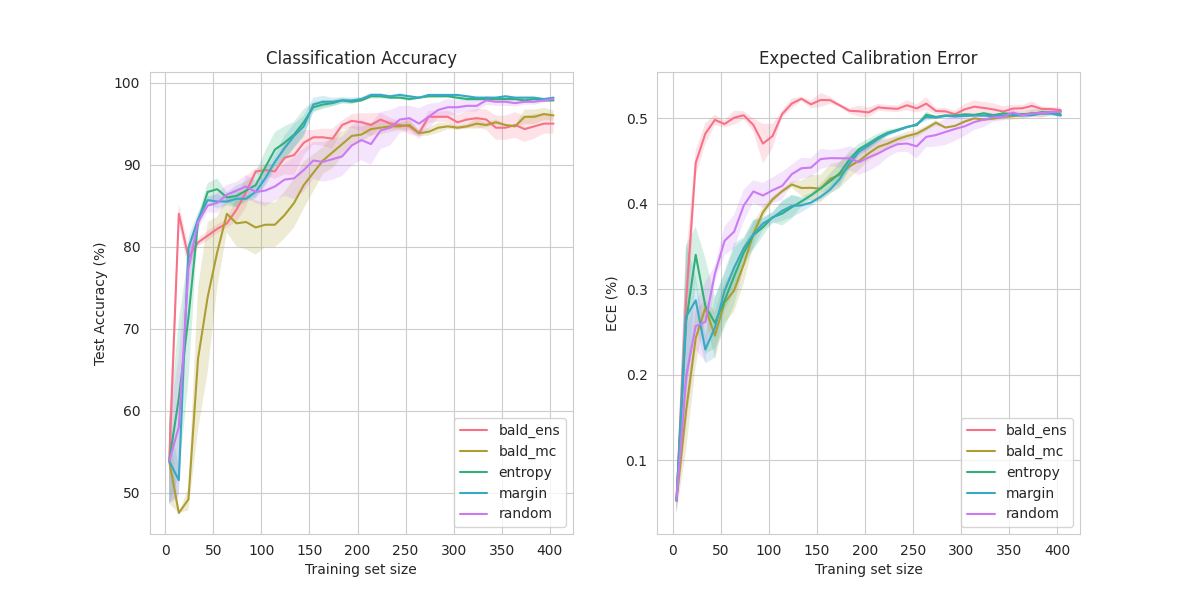 Classification Accuracy
Test Accuracy (%)
100
90
80
70
60
50
0 50 100 150 200 250 300 350 400
Training set size
bald_ens
bald_mc
entropy
margin
random
Expected Calibration Error
ECE (%)
0.5
0.4
0.3
0.2
0.1
0 50 100 150 200 250 300 350 400
Traning set size
bald_ens
bald_mc
entropy
margin
random